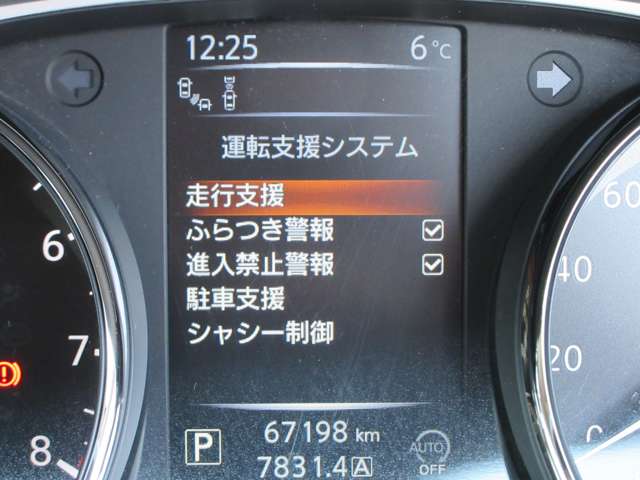 12:25 6℃
運転支援システム
走行支援
ふらつき警報
進入禁止警報
駐車支援
シャシー制御
6
7
8
60
40
20
0
P 67198 km AUTO
7831.4 A OFF